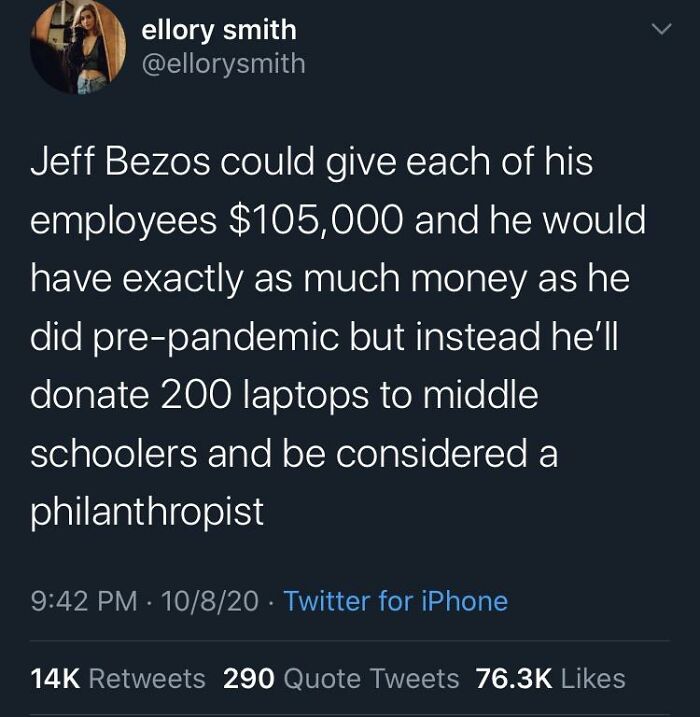 ellory smith
@ellorysmith
Jeff Bezos could give each of his
employees $105,000 and he would
have exactly as much money as he
did pre-pandemic but instead he'll
donate 200 laptops to middle
schoolers and be considered a
philanthropist
9:42 PM · 10/8/20 · Twitter for iPhone
14K Retweets 290 Quote Tweets 76.3K Likes